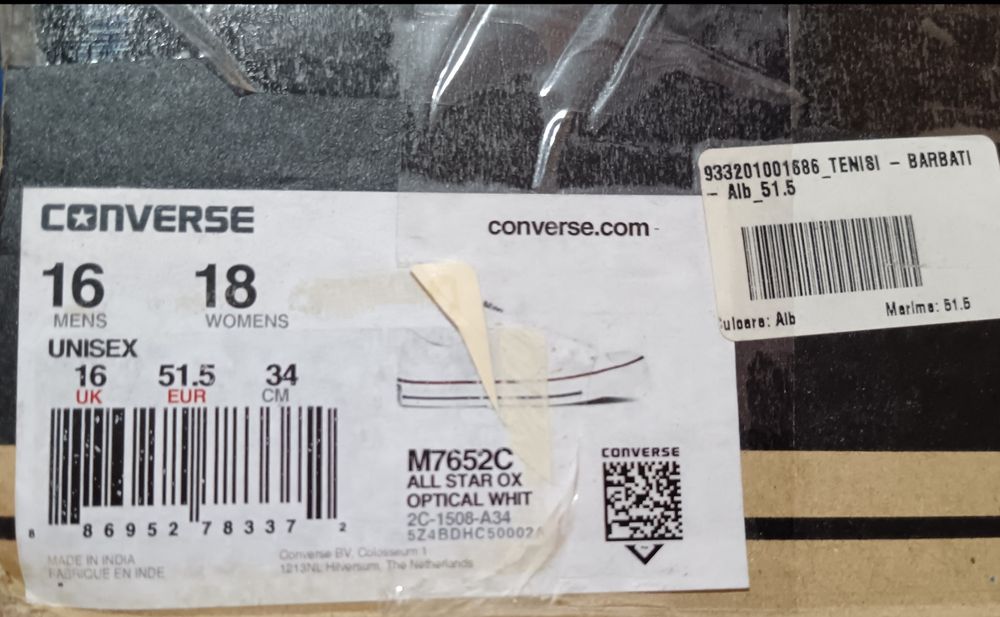 CONVERSE
converse.com
16 18
MENS WOMENS
UNISEX
16 51.5 34
UK EUR CM
8 86952 78337 2
M7652C
ALL STAR OX
OPTICAL WHIT
2C-1508-A34
5Z4BDHC50002
CONVERSE
MADE IN INDIA
FABRIQUE EN INDE
Converse BV, Colosseum 1
1213NL Hilversum, The Netherlands
933201001686_TENISI - BARBATI
- Alb_51.5
uloare: Alb
Marime: 51.5